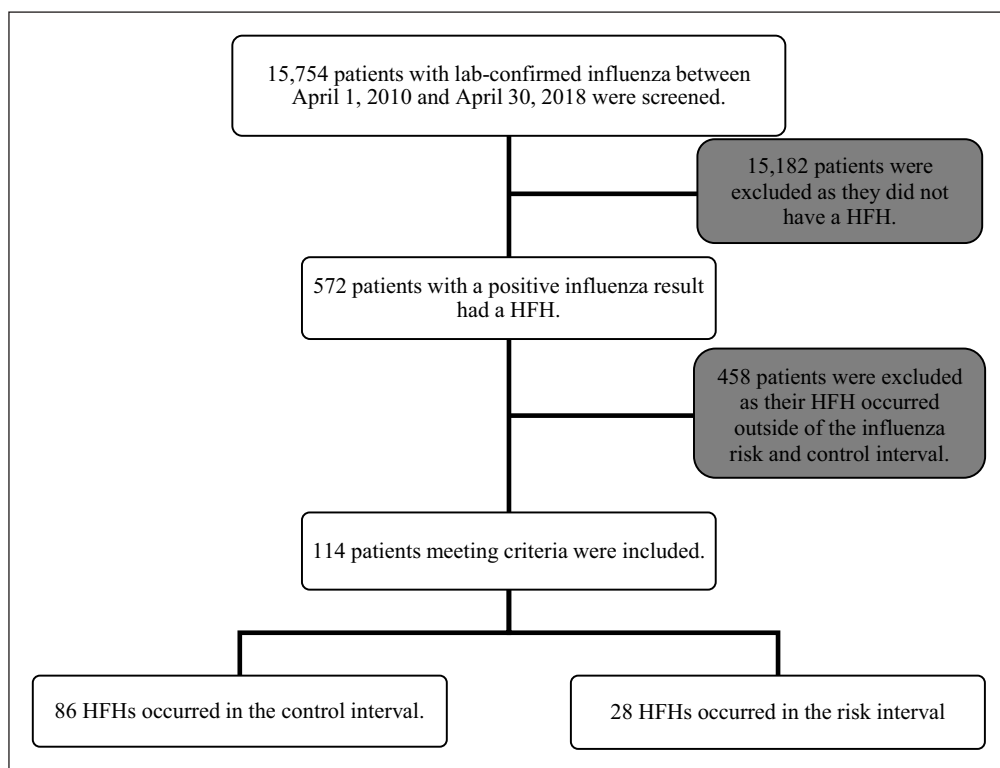 15,754 patients with lab-confirmed influenza between
April 1, 2010 and April 30, 2018 were screened.
15,182 patients were
excluded as they did not
have a HFH.
572 patients with a positive influenza result
had a HFH.
458 patients were excluded
as their HFH occurred
outside of the influenza
risk and control interval.
114 patients meeting criteria were included.
86 HFHs occurred in the control interval.
28 HFHs occurred in the risk interval